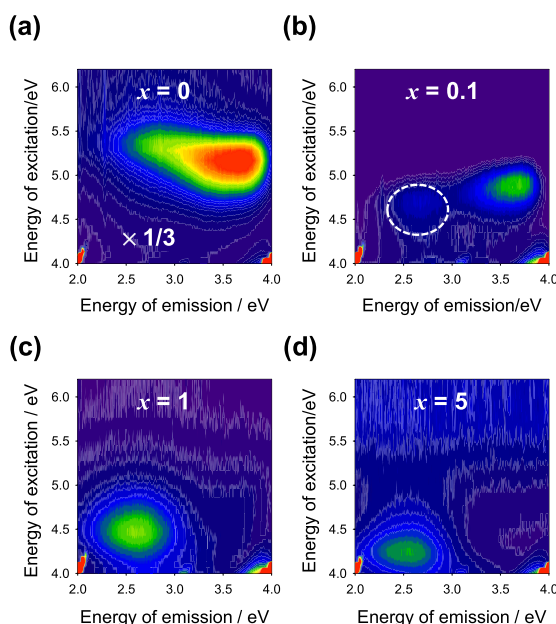 (a)
(b)
x = 0
x = 0.1
× 1/3
Energy of excitation/eV
6.0
5.5
5.0
4.5
4.0
2.0 2.5 3.0 3.5 4.0
Energy of emission / eV
Energy of excitation/eV
6.0
5.5
5.0
4.5
4.0
2.0 2.5 3.0 3.5 4.0
Energy of emission/eV
(c)
(d)
x = 1
x = 5
Energy of excitation / eV
6.0
5.5
5.0
4.5
4.0
2.0 2.5 3.0 3.5 4.0
Energy of emission / eV
Energy of excitation/eV
6.0
5.5
5.0
4.5
4.0
2.0 2.5 3.0 3.5 4.0
Energy of emission / eV